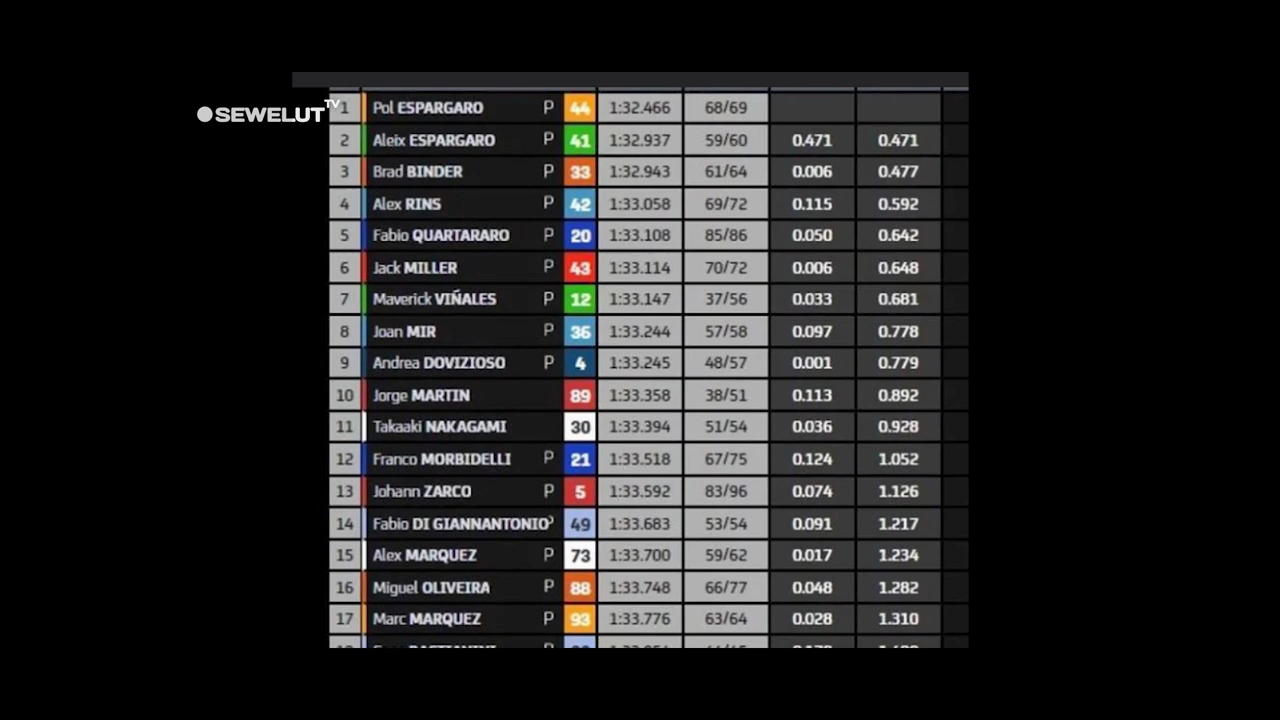 SEWELUT TV
1 Pol ESPARGARO P 44 1:32.466 68/69
2 Aleix ESPARGARO P 41 1:32.937 59/60 0.471 0.471
3 Brad BINDER P 33 1:32.943 61/64 0.006 0.477
4 Alex RINS P 42 1:33.058 69/72 0.115 0.592
5 Fabio QUARTARARO P 20 1:33.108 85/86 0.050 0.642
6 Jack MILLER P 43 1:33.114 70/72 0.006 0.648
7 Maverick VIÑALES P 12 1:33.147 37/56 0.033 0.681
8 Joan MIR P 36 1:33.244 57/58 0.097 0.778
9 Andrea DOVIZIOSO P 4 1:33.245 48/57 0.001 0.779
10 Jorge MARTIN 89 1:33.358 38/51 0.113 0.892
11 Takaaki NAKAGAMI 30 1:33.394 51/54 0.036 0.928
12 Franco MORBIDELLI P 21 1:33.518 67/75 0.124 1.052
13 Johann ZARCO P 5 1:33.592 83/96 0.074 1.126
14 Fabio DI GIANNANTONIO P 49 1:33.683 53/54 0.091 1.217
15 Alex MARQUEZ P 73 1:33.700 59/62 0.017 1.234
16 Miguel OLIVEIRA P 88 1:33.748 66/77 0.048 1.282
17 Marc MARQUEZ P 93 1:33.776 63/64 0.028 1.310